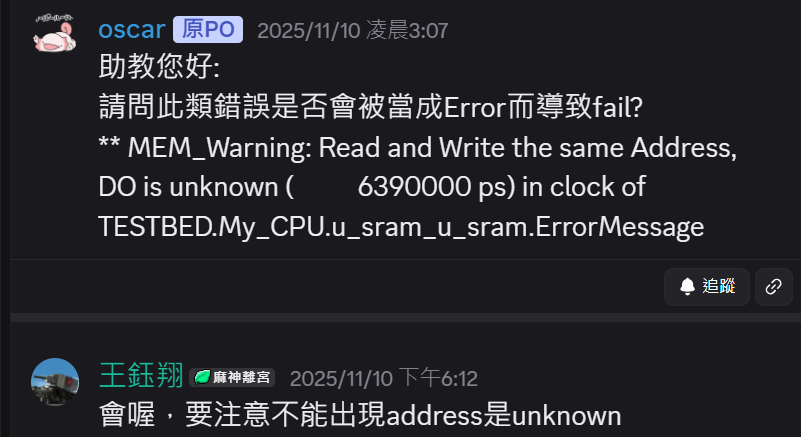 oscar 原PO 2025/11/10 凌晨3:07
助教您好:
請問此類錯誤是否會被當成Error而導致fail?
** MEM_Warning: Read and Write the same Address,
DO is unknown (          6390000 ps) in clock of
TESTBED.My_CPU.u_sram_u_sram.ErrorMessage
追蹤
王鈺翔 麻神離宮 2025/11/10 下午6:12
會喔，要注意不能出現address是unknown